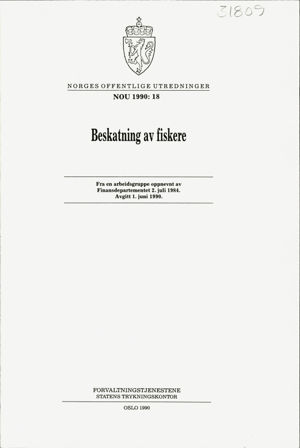 31809
NORGES OFFENTLIGE UTREDNINGER
NOU 1990: 18
Beskatning av fiskere
Fra en arbeidsgruppe oppnevnt av
Finansdepartementet 2. juli 1984.
Avgitt 1. juni 1990.
FORVALTNINGSTJENESTENE
STATENS TRYKNINGSKONTOR
OSLO 1990